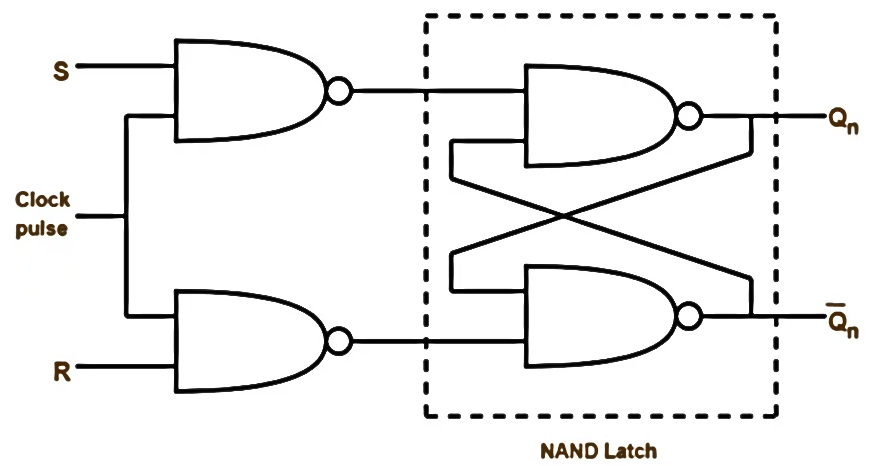 S
Clock
pulse
R
Qn
Q̅n
NAND Latch